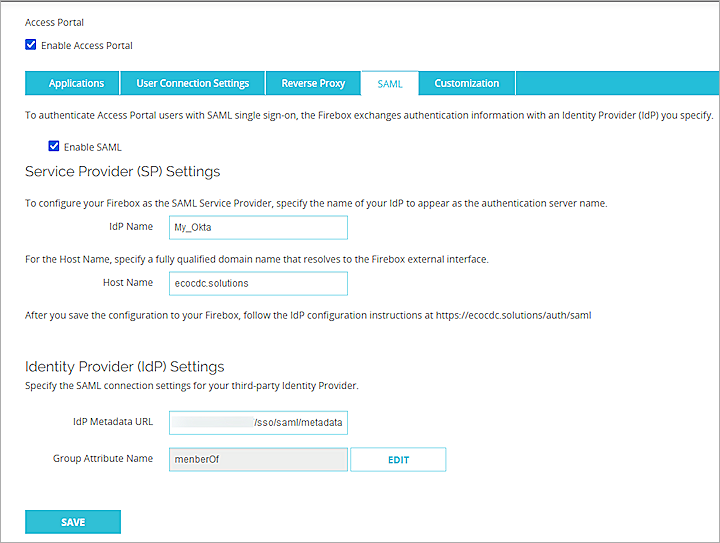 Access Portal
Enable Access Portal
Applications User Connection Settings Reverse Proxy SAML Customization
To authenticate Access Portal users with SAML single sign-on, the Firebox exchanges authentication information with an Identity Provider (IdP) you specify.
Enable SAML
Service Provider (SP) Settings
To configure your Firebox as the SAML Service Provider, specify the name of your IdP to appear as the authentication server name.
IdP Name My_Okta
For the Host Name, specify a fully qualified domain name that resolves to the Firebox external interface.
Host Name ecocdc.solutions
After you save the configuration to your Firebox, follow the IdP configuration instructions at https://ecocdc.solutions/auth/saml
Identity Provider (IdP) Settings
Specify the SAML connection settings for your third-party Identity Provider.
IdP Metadata URL /sso/saml/metadata
Group Attribute Name menberOf EDIT
SAVE